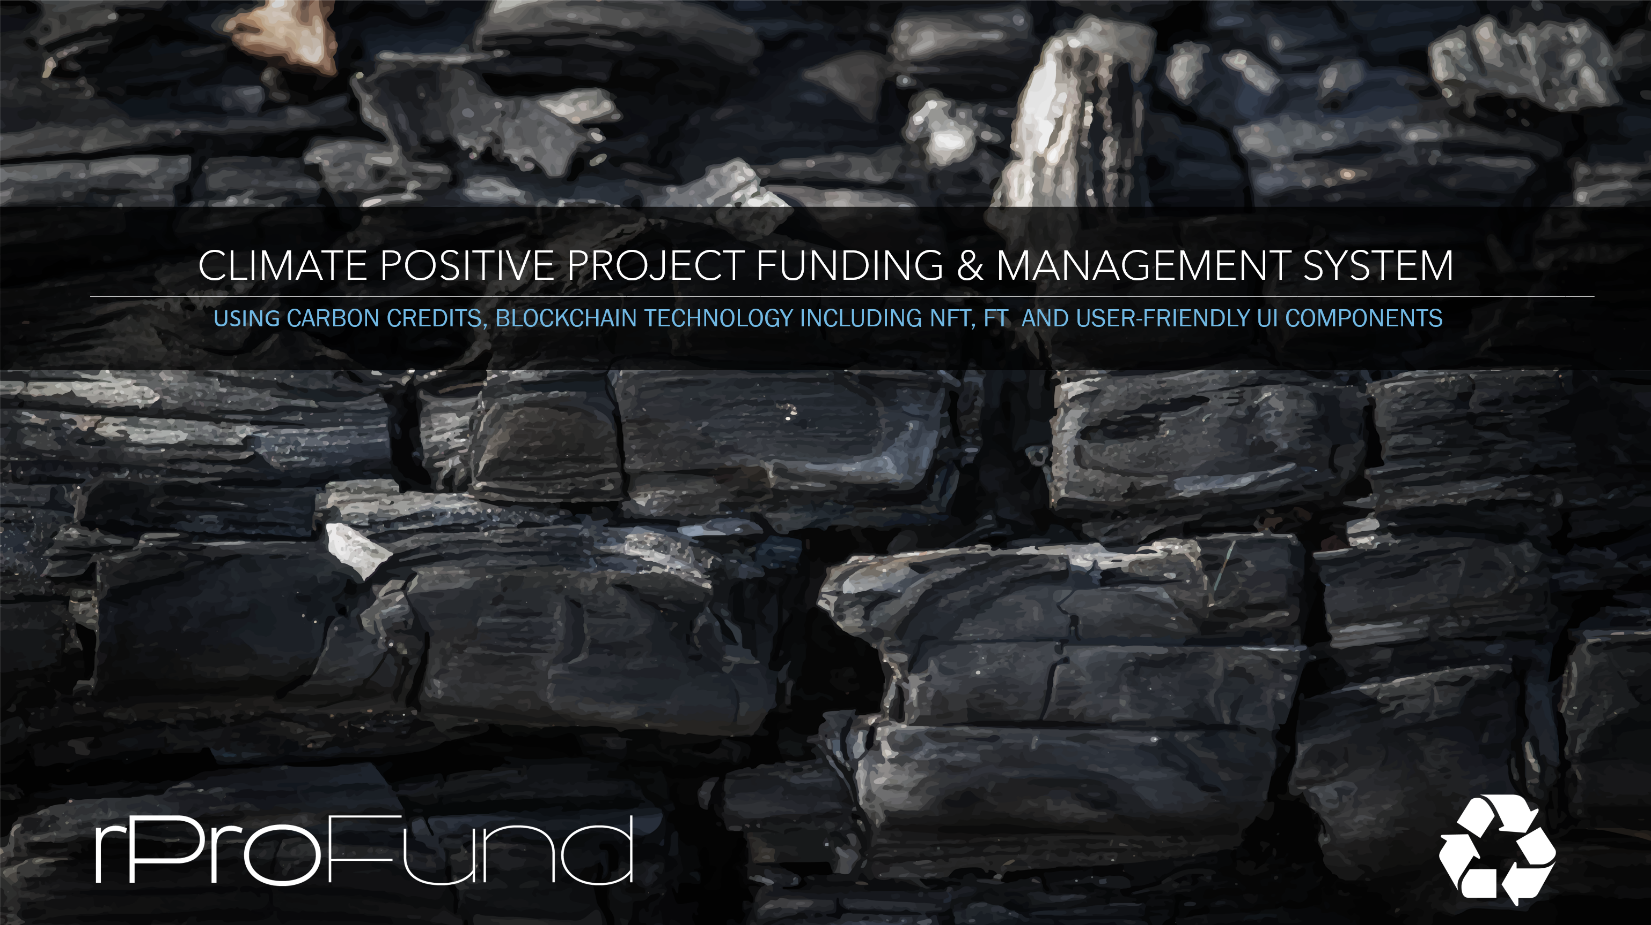 CLIMATE POSITIVE PROJECT FUNDING & MANAGEMENT SYSTEM
USING CARBON CREDITS, BLOCKCHAIN TECHNOLOGY INCLUDING NFT, FT AND USER-FRIENDLY UI COMPONENTS
rProFund